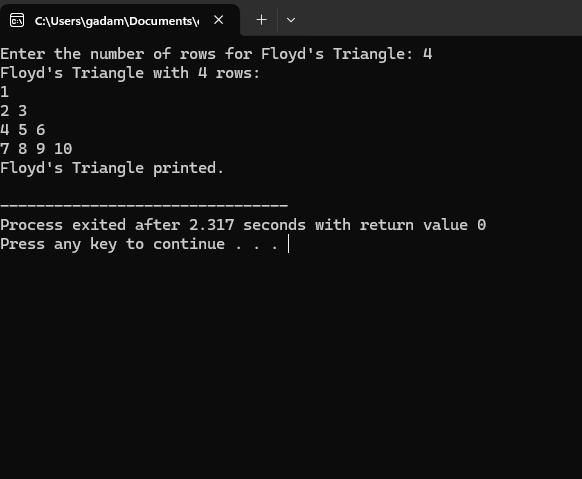 C:\Users\gadam\Documents\
Enter the number of rows for Floyd's Triangle: 4
Floyd's Triangle with 4 rows:
1
2 3
4 5 6
7 8 9 10
Floyd's Triangle printed.
--------------------------------
Process exited after 2.317 seconds with return value 0
Press any key to continue . . .